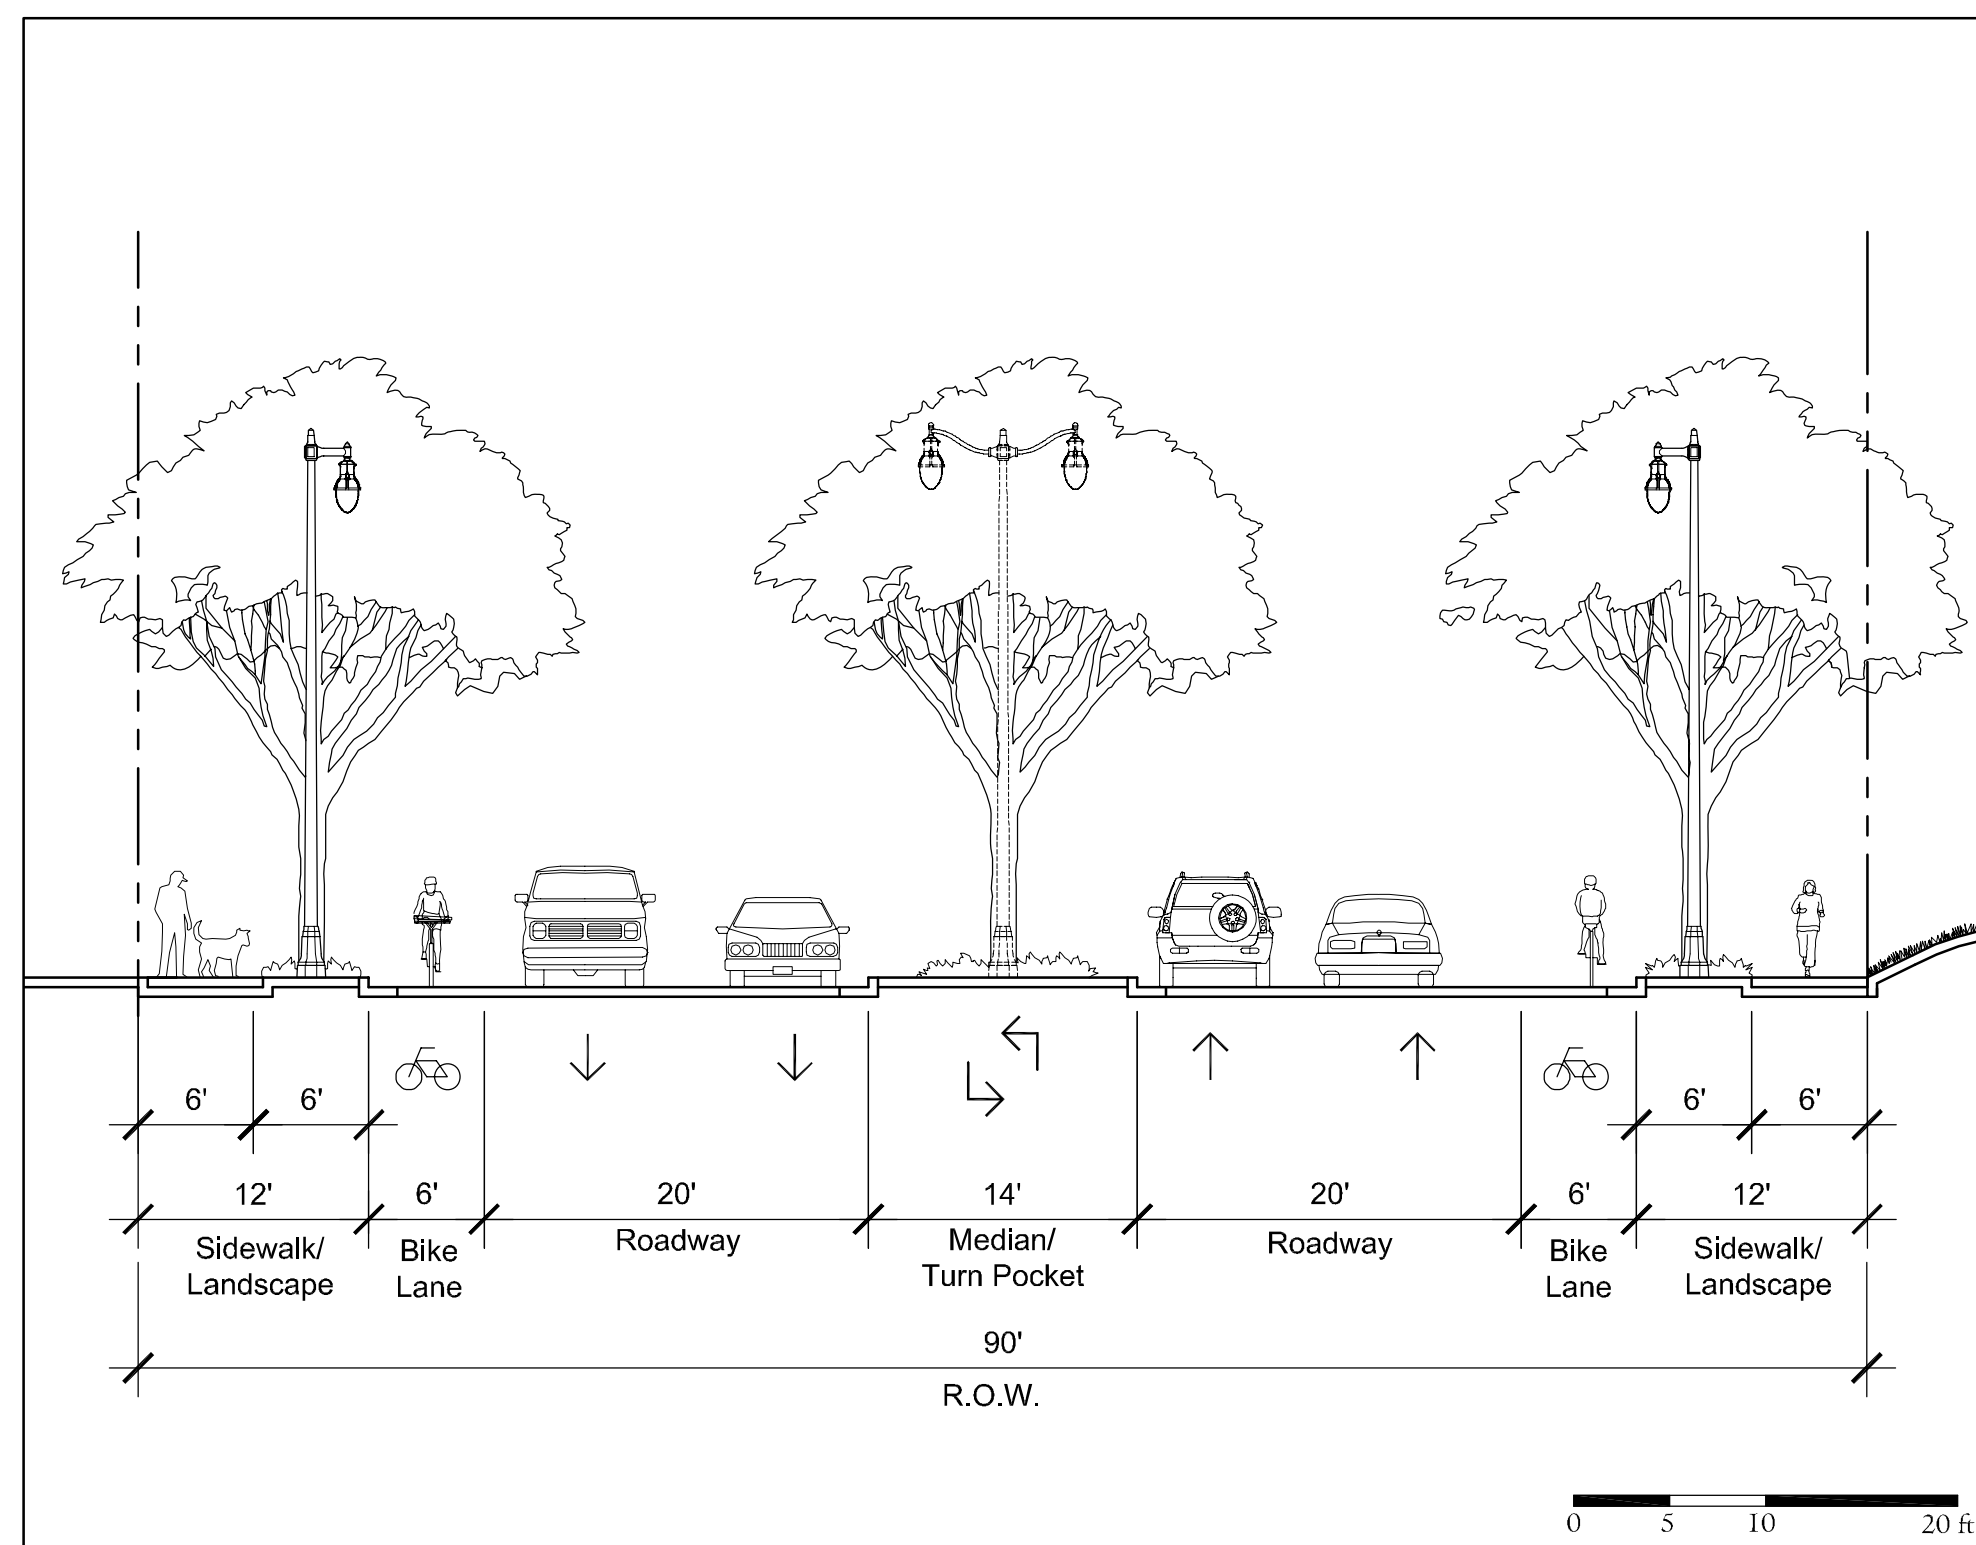 6' 6' 6' 6'
12' 6' 20' 14' 20' 6' 12'
Sidewalk/
Landscape
Bike
Lane
Roadway
Median/
Turn Pocket
Roadway
Bike
Lane
Sidewalk/
Landscape
90'
R.O.W.
0 5 10 20 ft